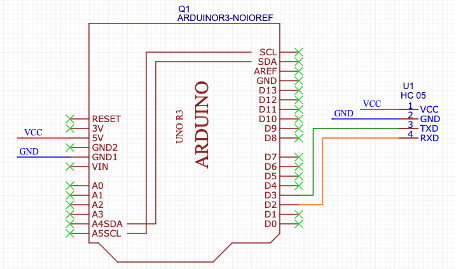 Q1
ARDUINOR3-NOIOREF
SCL
SDA
AREF
GND
D13
D12
D11
D10
D9
D8
D7
D6
D5
D4
D3
D2
D1
D0
RESET
3V
5V
GND2
GND1
VIN
A0
A1
A2
A3
A4SDA
A5SCL
UNO R3
ARDUINO
VCC
GND
U1
HC 05
VCC
GND
1 VCC
2 GND
3 TXD
4 RXD